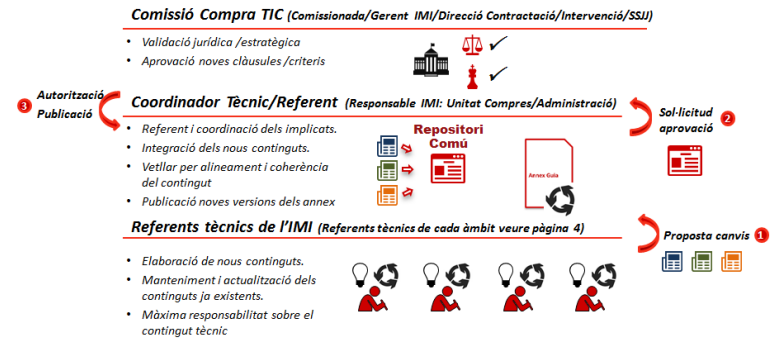 Comissió Compra TIC (Comissionada/Gerent IMI/Direcció Contractació/Intervenció/SSJJ)
• Validació jurídica /estratègica
• Aprovació noves clàusules /criteris
3 Autorització
Publicació
Coordinador Tècnic/Referent (Responsable IMI: Unitat Compres/Administració)
• Referent i coordinació dels implicats.
• Integració dels nous continguts.
• Vetllar per alineament i coherència
del contingut
• Publicació noves versions dels annex
Repositori
Comú
Annex Guia
Sol·licitud 2
aprovació
Referents tècnics de l'IMI (Referents tècnics de cada àmbit veure pàgina 4)
• Elaboració de nous continguts.
• Manteniment i actualització dels
continguts ja existents.
• Màxima responsabilitat sobre el
contingut tècnic
Proposta canvis 1